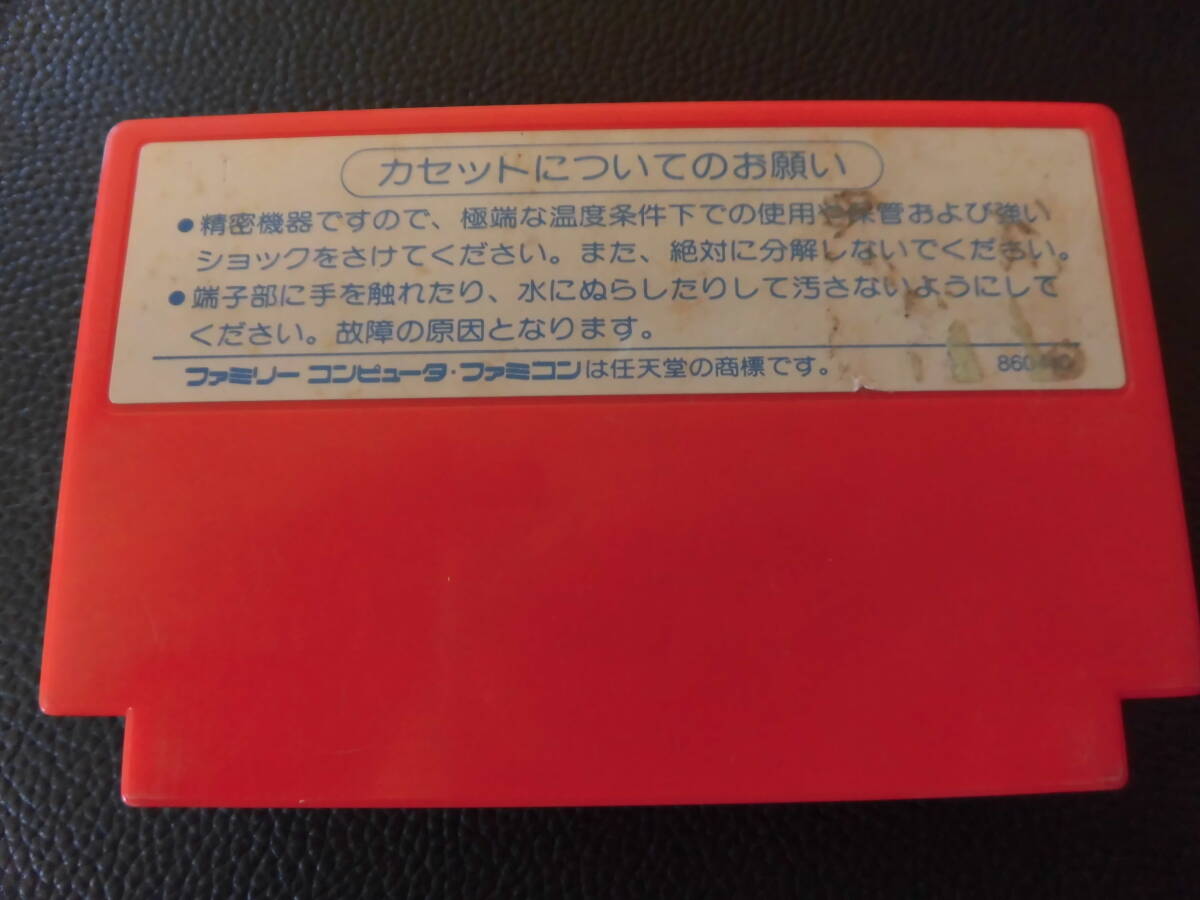 カセットについてのお願い
●精密機器ですので、極端な温度条件下での使用や保管および強い
ショックをさけてください。また、絶対に分解しないでください。
●端子部に手を触れたり、水にぬらしたりして汚さないようにして
ください。故障の原因となります。
ファミリー コンピュータ・ファミコンは任天堂の商標です。